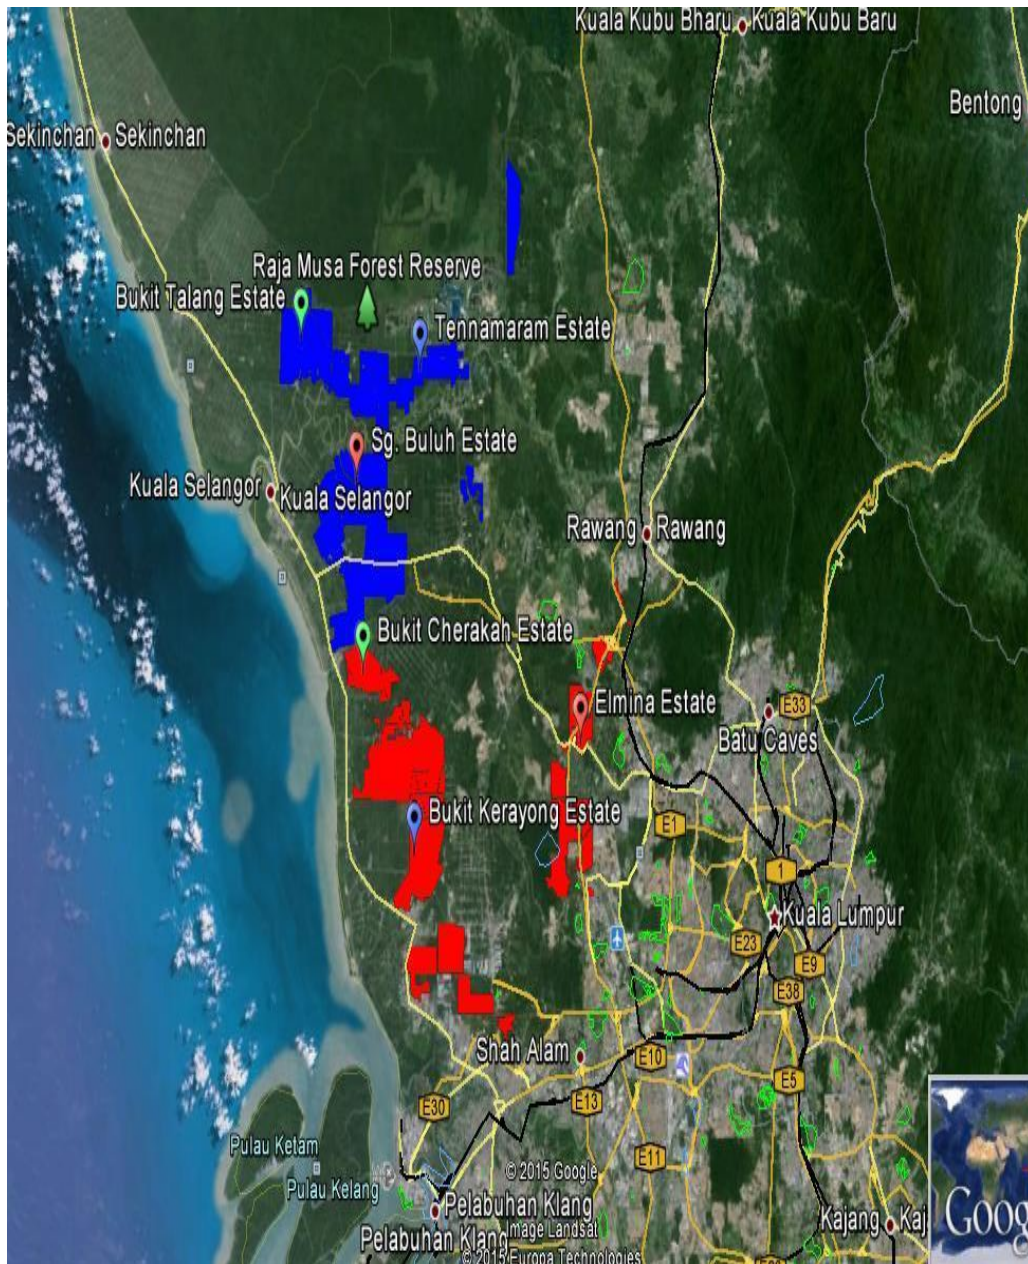 Kuala Kubu Bharu Kuala Kubu Baru
Bentong
Sekinchan Sekinchan
Raja Musa Forest Reserve
Bukit Talang Estate
Tennamaram Estate
Sg. Buluh Estate
Kuala Selangor Kuala Selangor
Rawang Rawang
Bukit Cherakah Estate
Elmina Estate
E33
Batu Caves
Bukit Kerayong Estate
E1
1
Kuala Lumpur
E23
E9
E38
Shah Alam
E10
E5
E30
E13
Pulau Ketam
E11
© 2015 Google
Pulau Kelang
Pelabuhan Klang
Kajang Kaj
Goog
Image Landsat
Pelabuhan Klang
© 2015 Europa Technologies